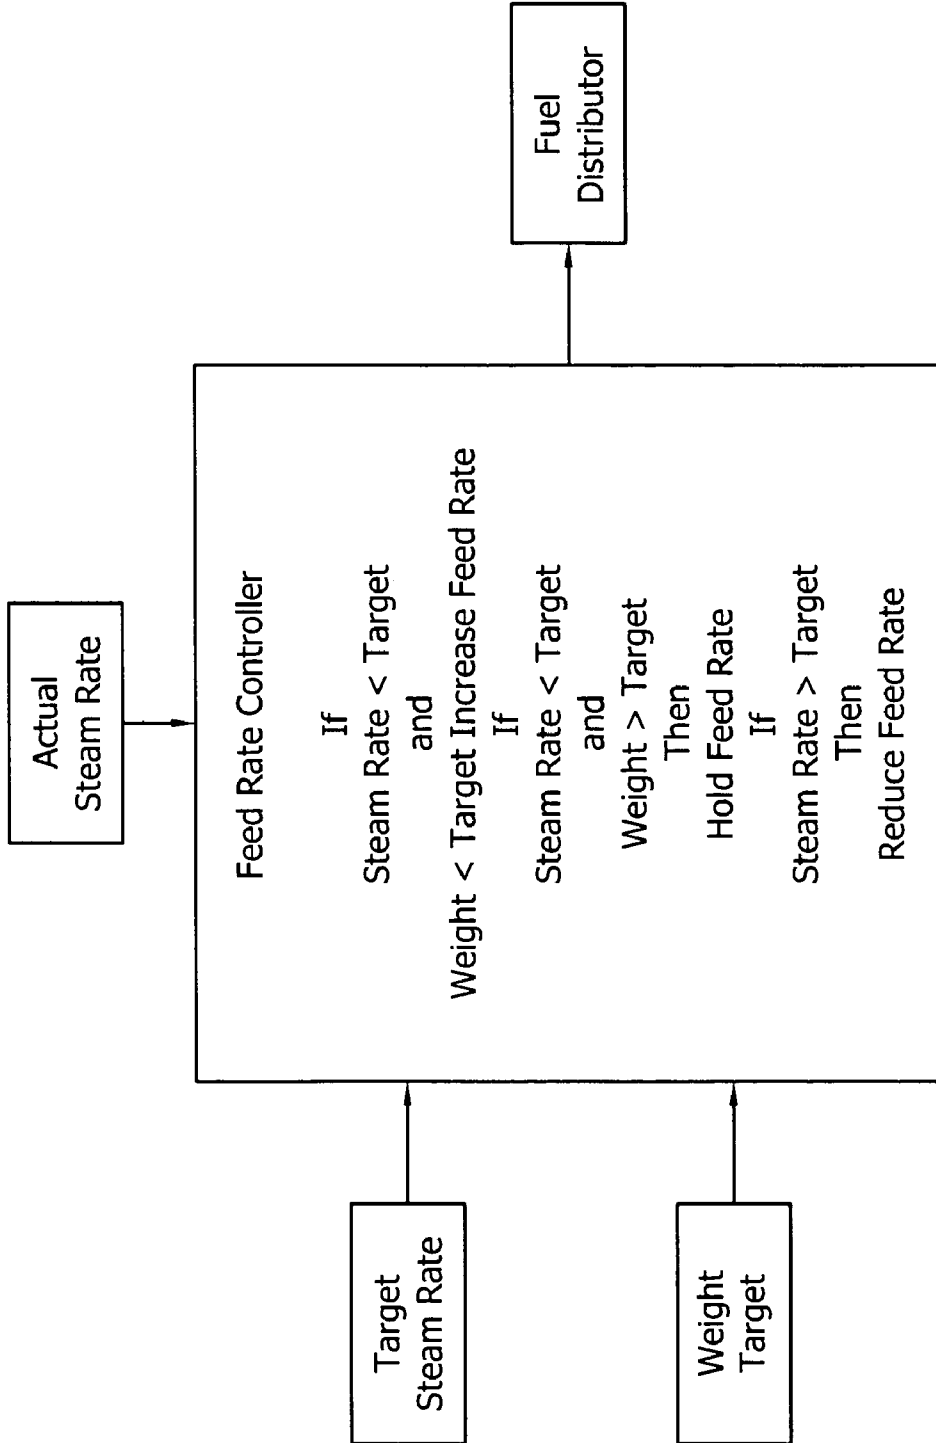 Actual
Steam Rate
Target
Steam Rate
Weight
Target
Feed Rate Controller
If
Steam Rate < Target
and
Weight < Target Increase Feed Rate
If
Steam Rate < Target
and
Weight > Target
Then
Hold Feed Rate
If
Steam Rate > Target
Then
Reduce Feed Rate
Fuel
Distributor